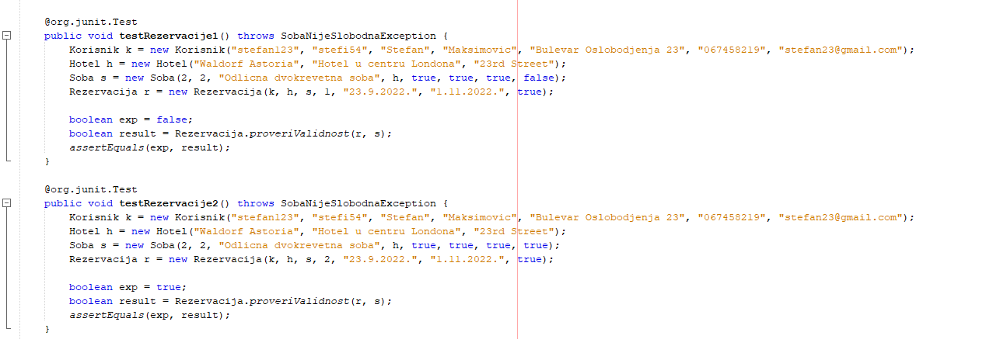 @org.junit.Test
public void testRezervacije1() throws SobaNijeSlobodnaException {
Korisnik k = new Korisnik("stefan123", "stefi54", "Stefan", "Maksimovic", "Bulevar Oslobodjenja 23", "067458219", "stefan23@gmail.com");
Hotel h = new Hotel("Waldorf Astoria", "Hotel u centru Londona", "23rd Street");
Soba s = new Soba(2, 2, "Odlicna dvokrevetna soba", h, true, true, true, false);
Rezervacija r = new Rezervacija(k, h, s, 1, "23.9.2022.", "1.11.2022.", true);
boolean exp = false;
boolean result = Rezervacija.proveriValidnost(r, s);
assertEquals(exp, result);
}
@org.junit.Test
public void testRezervacije2() throws SobaNijeSlobodnaException {
Korisnik k = new Korisnik("stefan123", "stefi54", "Stefan", "Maksimovic", "Bulevar Oslobodjenja 23", "067458219", "stefan23@gmail.com");
Hotel h = new Hotel("Waldorf Astoria", "Hotel u centru Londona", "23rd Street");
Soba s = new Soba(2, 2, "Odlicna dvokrevetna soba", h, true, true, true, true);
Rezervacija r = new Rezervacija(k, h, s, 2, "23.9.2022.", "1.11.2022.", true);
boolean exp = true;
boolean result = Rezervacija.proveriValidnost(r, s);
assertEquals(exp, result);
}